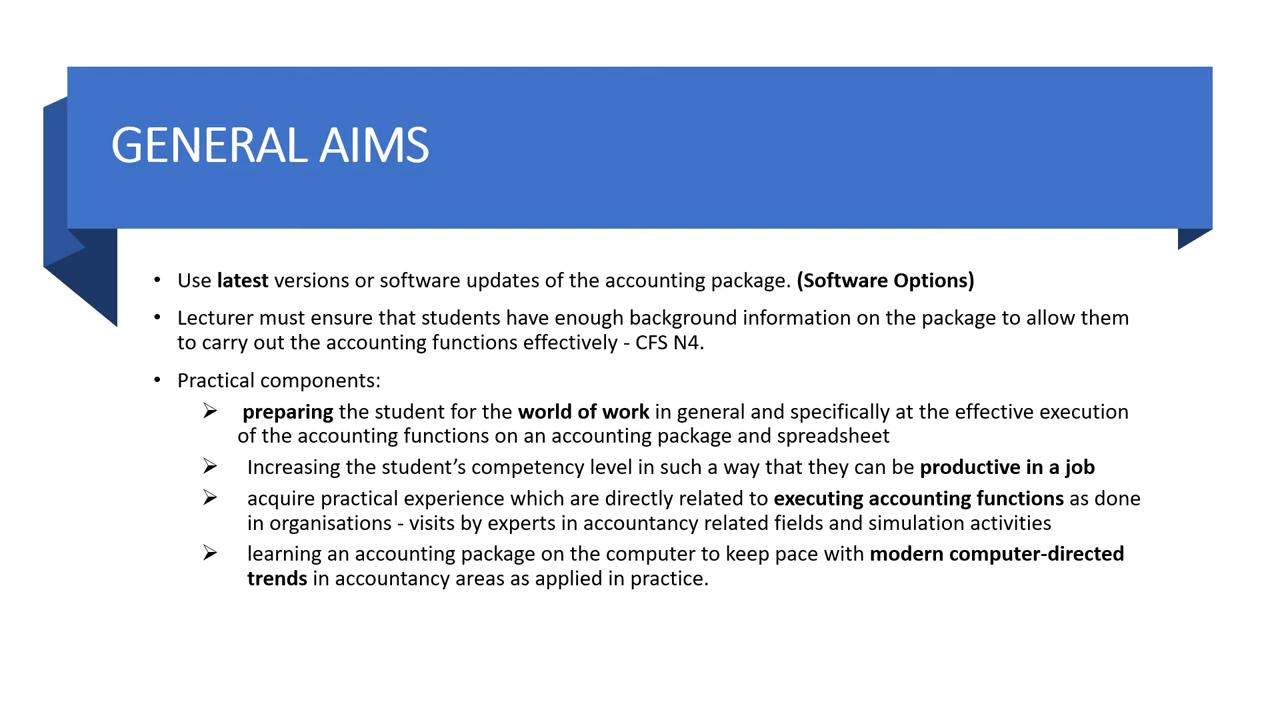 GENERAL AIMS
• Use latest versions or software updates of the accounting package. (Software Options)
• Lecturer must ensure that students have enough background information on the package to allow them
to carry out the accounting functions effectively - CFS N4.
• Practical components:
➢ preparing the student for the world of work in general and specifically at the effective execution
of the accounting functions on an accounting package and spreadsheet
➢ Increasing the student’s competency level in such a way that they can be productive in a job
➢ acquire practical experience which are directly related to executing accounting functions as done
in organisations - visits by experts in accountancy related fields and simulation activities
➢ learning an accounting package on the computer to keep pace with modern computer-directed
trends in accountancy areas as applied in practice.